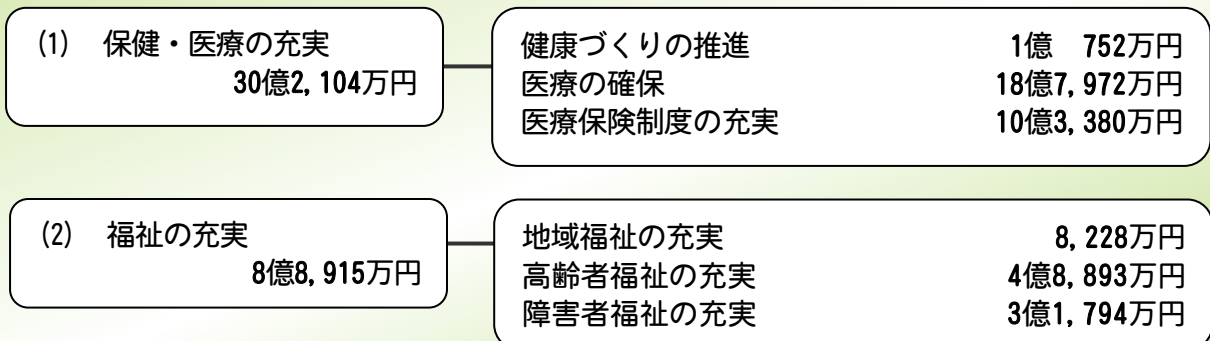 (1) 保健・医療の充実
30億2,104万円
健康づくりの推進 1億 752万円
医療の確保 18億7,972万円
医療保険制度の充実 10億3,380万円
(2) 福祉の充実
8億8,915万円
地域福祉の充実 8,228万円
高齢者福祉の充実 4億8,893万円
障害者福祉の充実 3億1,794万円